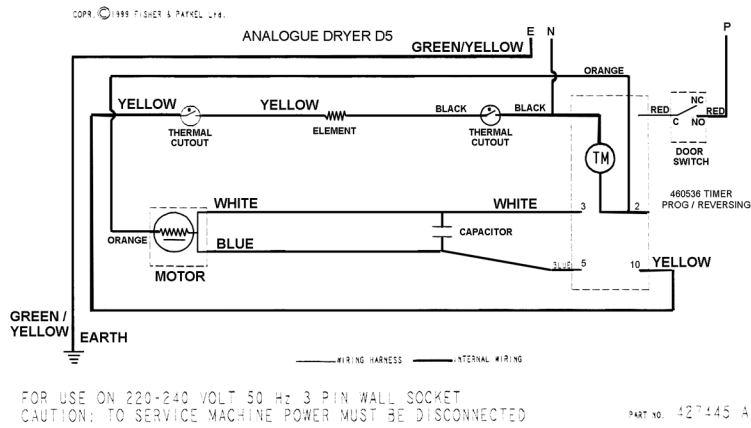 COPR. ©1999 FISHER & PAYKEL Ltd.
ANALOGUE DRYER D5
E N
P
GREEN/YELLOW
ORANGE
YELLOW
YELLOW
BLACK
BLACK
RED
NC
C
NO
RED
THERMAL
CUTOUT
ELEMENT
THERMAL
CUTOUT
TM
DOOR
SWITCH
460536 TIMER
PROG / REVERSING
WHITE
WHITE
3
2
ORANGE
CAPACITOR
BLUE
BLUE
5
10
YELLOW
MOTOR
GREEN /
YELLOW
EARTH
WIRING HARNESS
INTERNAL WIRING
FOR USE ON 220-240 VOLT 50 Hz 3 PIN WALL SOCKET
CAUTION: TO SERVICE MACHINE POWER MUST BE DISCONNECTED
PART NO. 427445 A